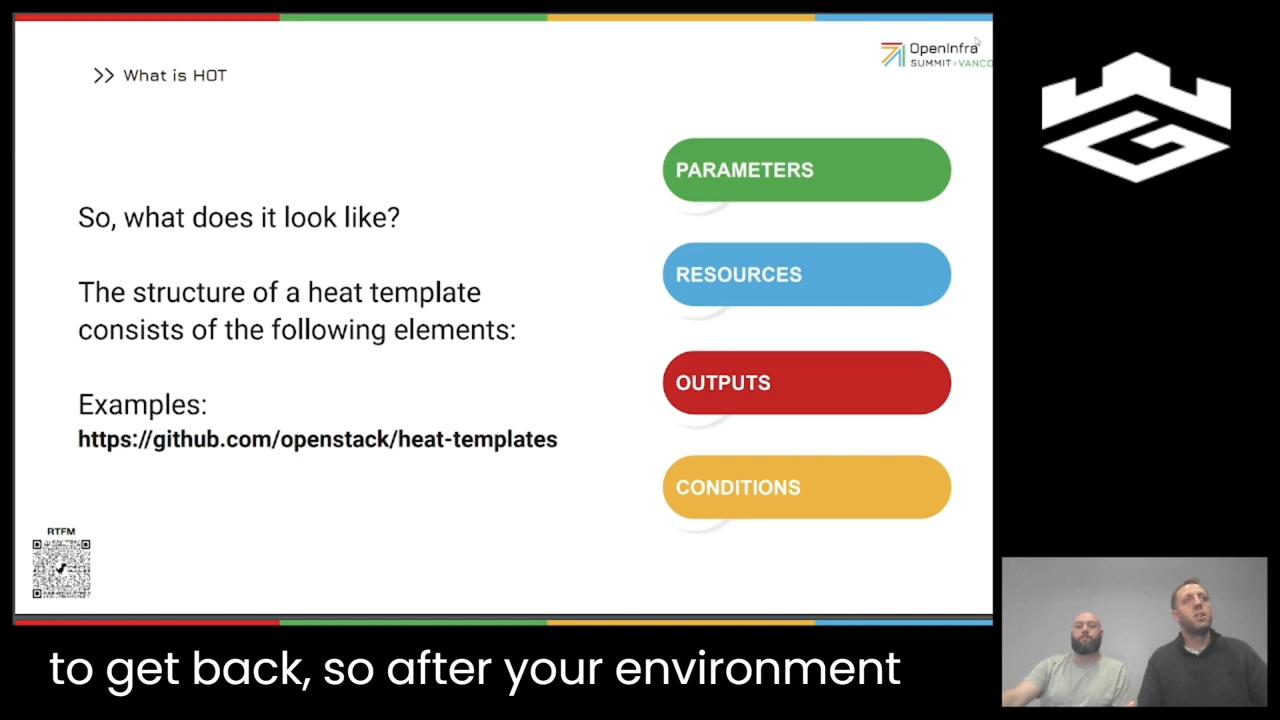 What is HOT
OpenInfra
SUMMIT VANCO
So, what does it look like?
The structure of a heat template
consists of the following elements:
Examples:
https://github.com/openstack/heat-templates
PARAMETERS
RESOURCES
OUTPUTS
CONDITIONS
RTFM
to get back, so after your environment